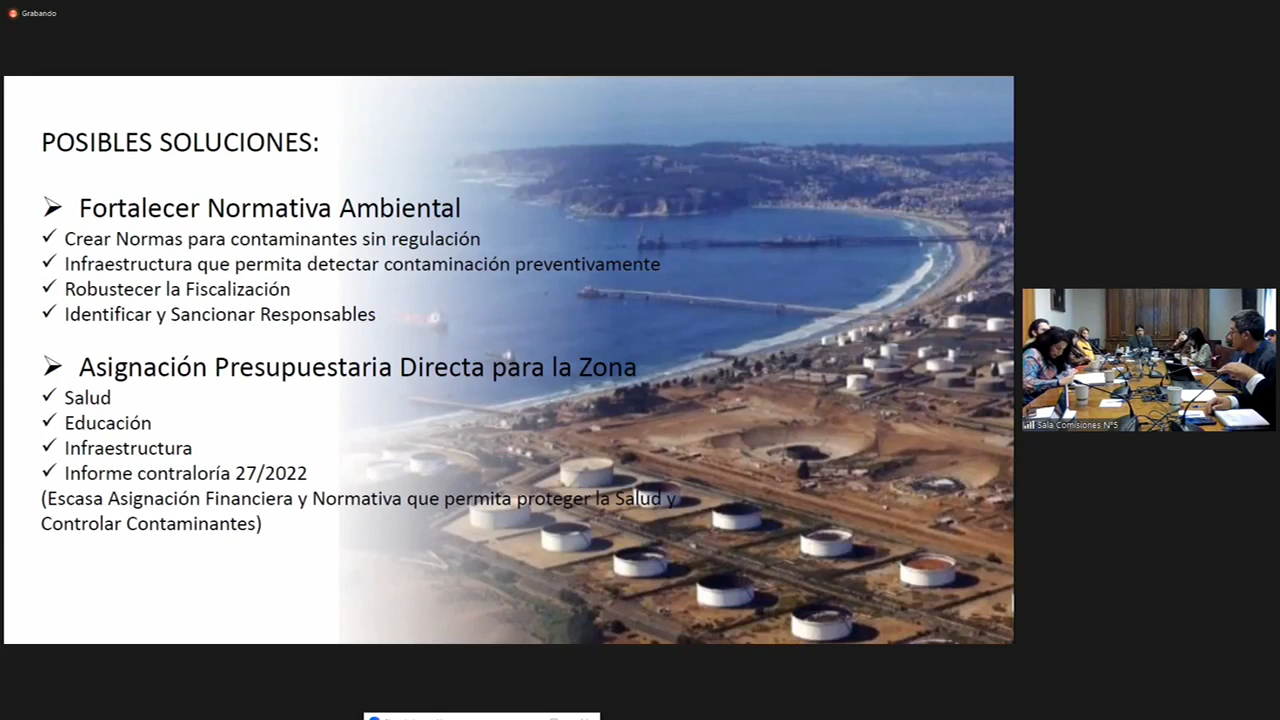 Grabando
POSIBLES SOLUCIONES:
➢ Fortalecer Normativa Ambiental
✓ Crear Normas para contaminantes sin regulación
✓ Infraestructura que permita detectar contaminación preventivamente
✓ Robustecer la Fiscalización
✓ Identificar y Sancionar Responsables
➢ Asignación Presupuestaria Directa para la Zona
✓ Salud
✓ Educación
✓ Infraestructura
✓ Informe contraloría 27/2022
(Escasa Asignación Financiera y Normativa que permita proteger la Salud y
Controlar Contaminantes)
Sala Comisiones N°5